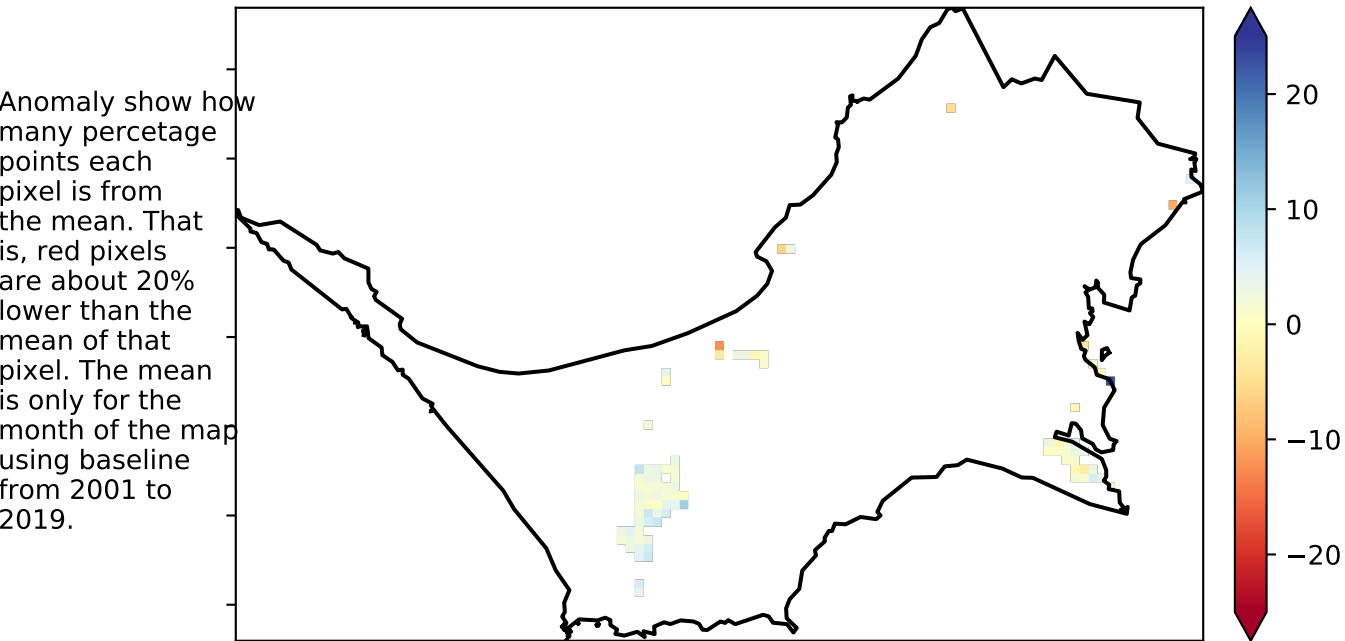 Anomaly show how
many percetage
points each
pixel is from
the mean. That
is, red pixels
are about 20%
lower than the
mean of that
pixel. The mean
is only for the
month of the map
using baseline
from 2001 to
2019.
20
10
0
−10
−20